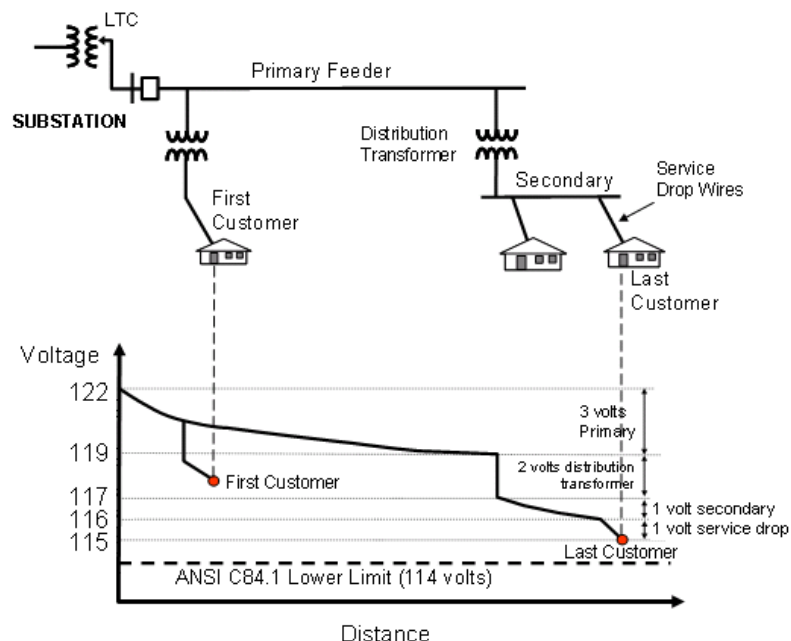 LTC
Primary Feeder
SUBSTATION
Distribution
Transformer
Secondary
Service
Drop Wires
First
Customer
Last
Customer
Voltage
122
3 volts
Primary
119
2 volts distribution
transformer
First Customer
117
1 volt secondary
116
1 volt service drop
115
Last Customer
ANSI C84.1 Lower Limit (114 volts)
Distance